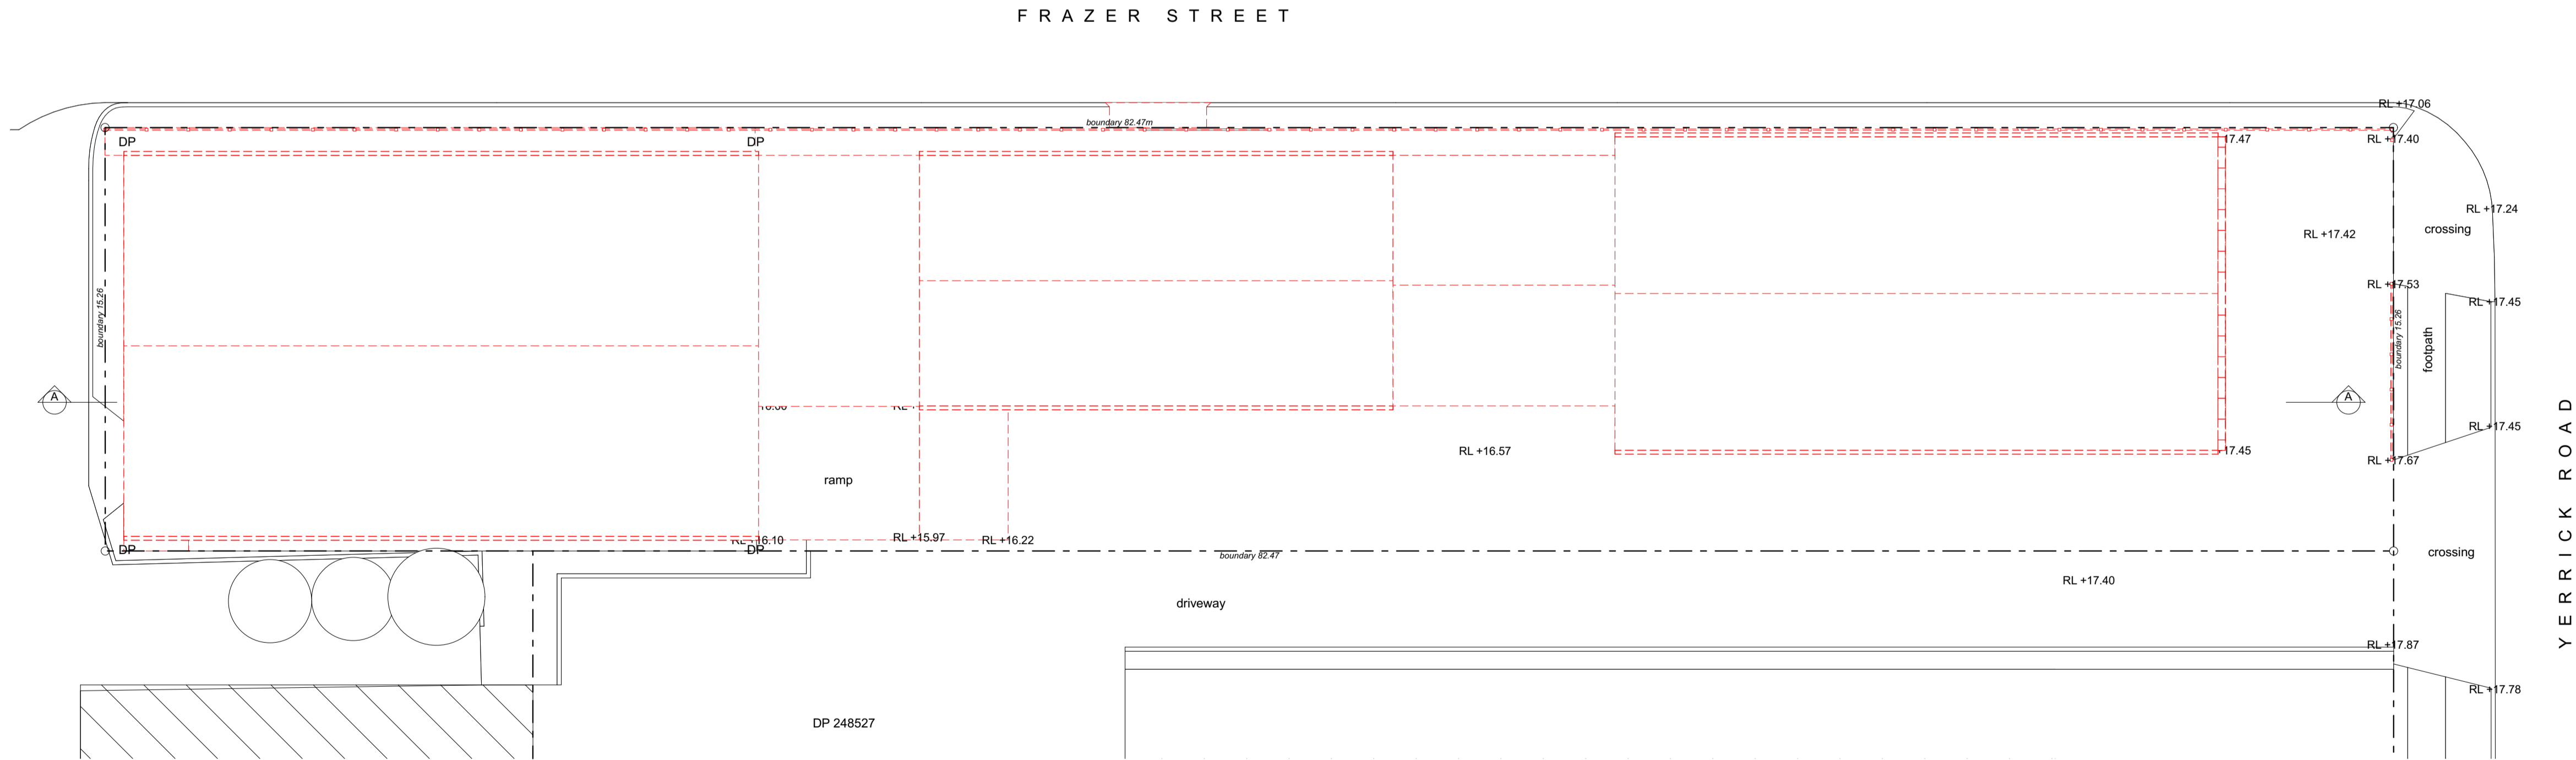 FRAZER STREET
RL +17.06
boundary 82.47m
DP
DP
17.47
RL +17.40
RL +17.24
crossing
RL +17.42
RL +17.53
RL +17.45
boundary 15.26
boundary 15.26
footpath
A
A
YERRICK ROAD
RL +17.45
RL +16.57
17.45
RL +17.67
ramp
RL +15.97
RL +16.22
RL +16.10
DP
DP
boundary 82.47
crossing
RL +17.40
driveway
RL +17.87
RL +17.78
DP 248527